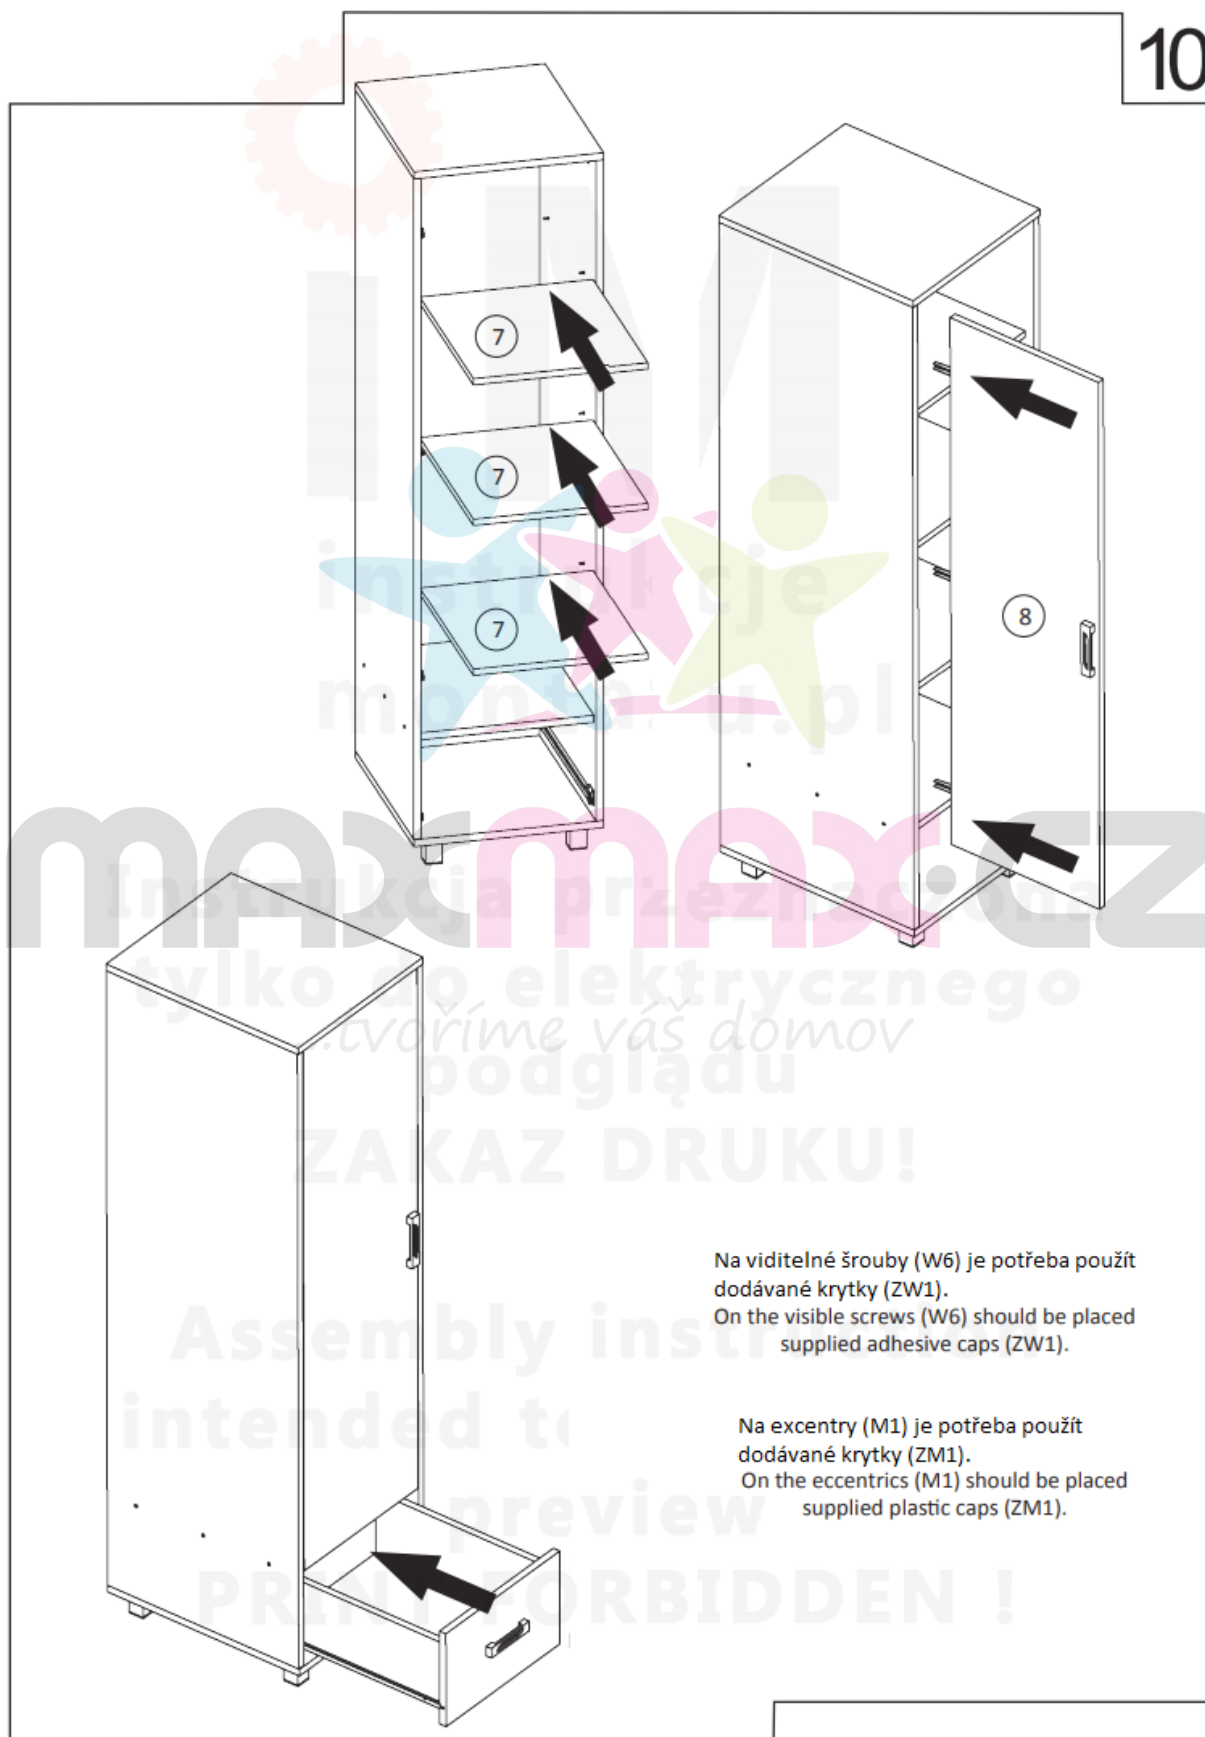 10
7
7
7
8
instrukcje
montażu.pl
maxmax.cz
Instrukcja przeznaczona
tylko do elektrycznego
...tvoříme váš domov
podglądu
ZAKAZ DRUKU!
Na viditelné šrouby (W6) je potřeba použít
dodávané krytky (ZW1).
On the visible screws (W6) should be placed
supplied adhesive caps (ZW1).
Assembly instruction
intended to
Na excentry (M1) je potřeba použít
dodávané krytky (ZM1).
On the eccentrics (M1) should be placed
supplied plastic caps (ZM1).
preview
PRINT FORBIDDEN !